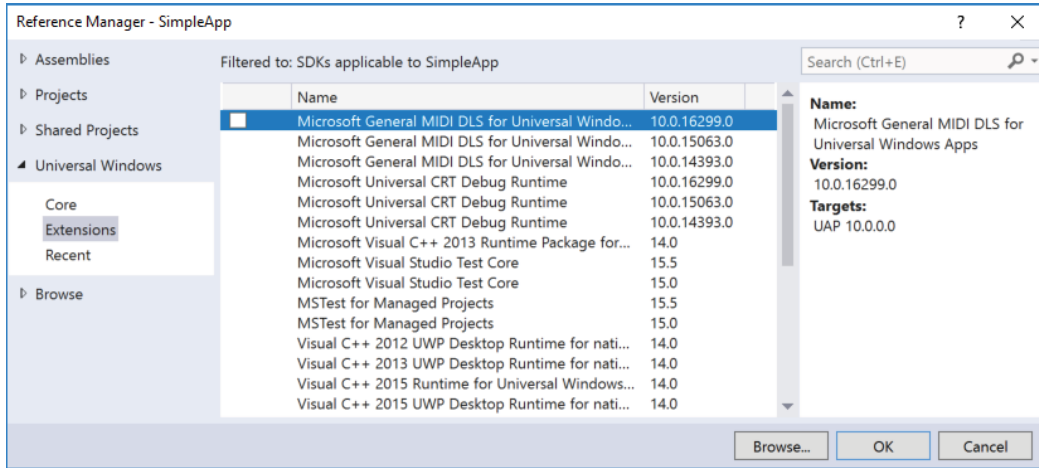 Reference Manager - SimpleApp
Assemblies
Projects
Shared Projects
Universal Windows
Core
Extensions
Recent
Browse
Filtered to: SDKs applicable to SimpleApp
Name Version
Microsoft General MIDI DLS for Universal Windo... 10.0.16299.0
Microsoft General MIDI DLS for Universal Windo... 10.0.15063.0
Microsoft General MIDI DLS for Universal Windo... 10.0.14393.0
Microsoft Universal CRT Debug Runtime 10.0.16299.0
Microsoft Universal CRT Debug Runtime 10.0.15063.0
Microsoft Universal CRT Debug Runtime 10.0.14393.0
Microsoft Visual C++ 2013 Runtime Package for... 14.0
Microsoft Visual Studio Test Core 15.5
Microsoft Visual Studio Test Core 15.0
MSTest for Managed Projects 15.5
MSTest for Managed Projects 15.0
Visual C++ 2012 UWP Desktop Runtime for nati... 14.0
Visual C++ 2013 UWP Desktop Runtime for nati... 14.0
Visual C++ 2015 Runtime for Universal Windows... 14.0
Visual C++ 2015 UWP Desktop Runtime for nati... 14.0
Search (Ctrl+E)
Name:
Microsoft General MIDI DLS for
Universal Windows Apps
Version:
10.0.16299.0
Targets:
UAP 10.0.0.0
Browse... OK Cancel